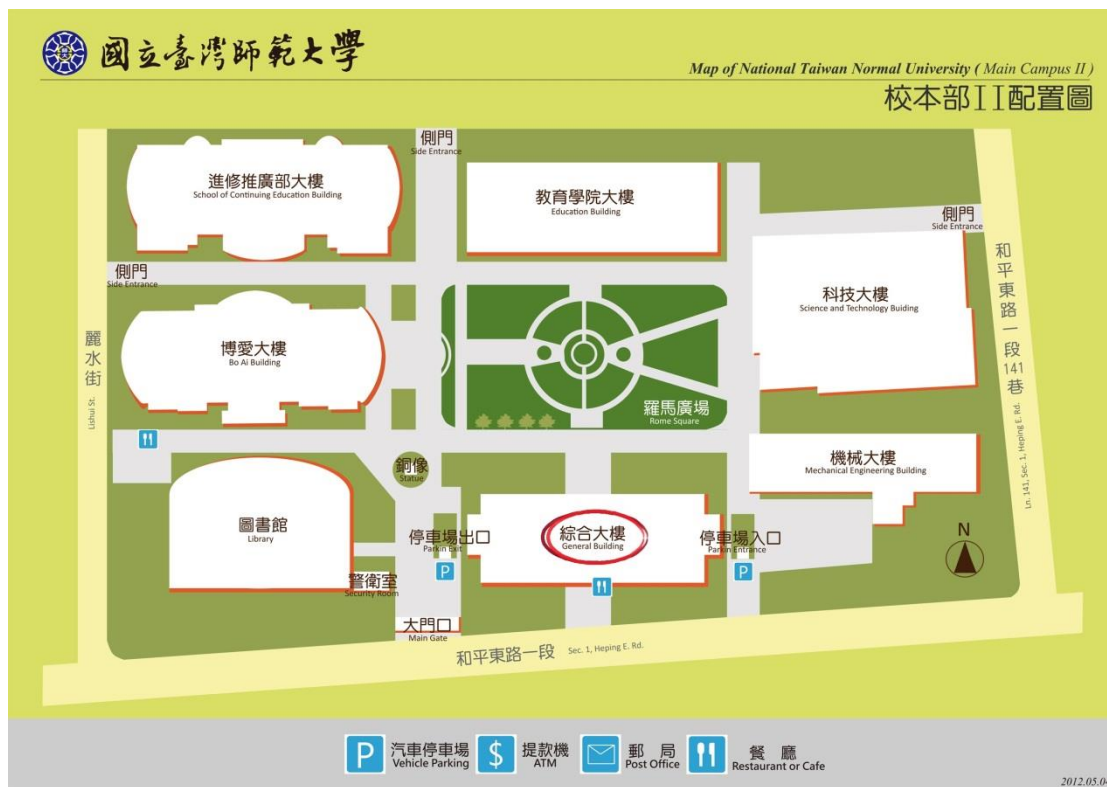 國立臺灣師範大學
Map of National Taiwan Normal University ( Main Campus II )
校本部II配置圖
側門
Side Entrance
進修推廣部大樓
School of Continuing Education Building
教育學院大樓
Education Building
側門
Side Entrance
側門
Side Entrance
科技大樓
Science and Technology Buiding
和平東路一段141巷
Ln. 141, Sec. 1, Heping E. Rd.
麗水街
Lishui St.
博愛大樓
Bo Ai Building
羅馬廣場
Rome Square
機械大樓
Mechanical Engineering Building
銅像
Statue
圖書館
Library
停車場出口
Parkin Exit
P
綜合大樓
General Building
停車場入口
Parkin Entrance
P
N
警衛室
Security Room
大門口
Main Gate
和平東路一段 Sec. 1, Heping E. Rd.
P 汽車停車場
Vehicle Parking
$ 提款機
ATM
郵局
Post Office
餐廳
Restaurant or Cafe